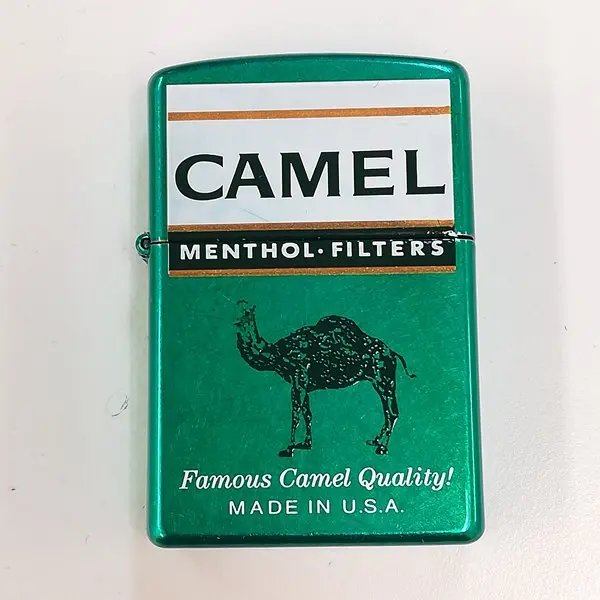 CAMEL
MENTHOL·FILTERS
Famous Camel Quality!
MADE IN U.S.A.